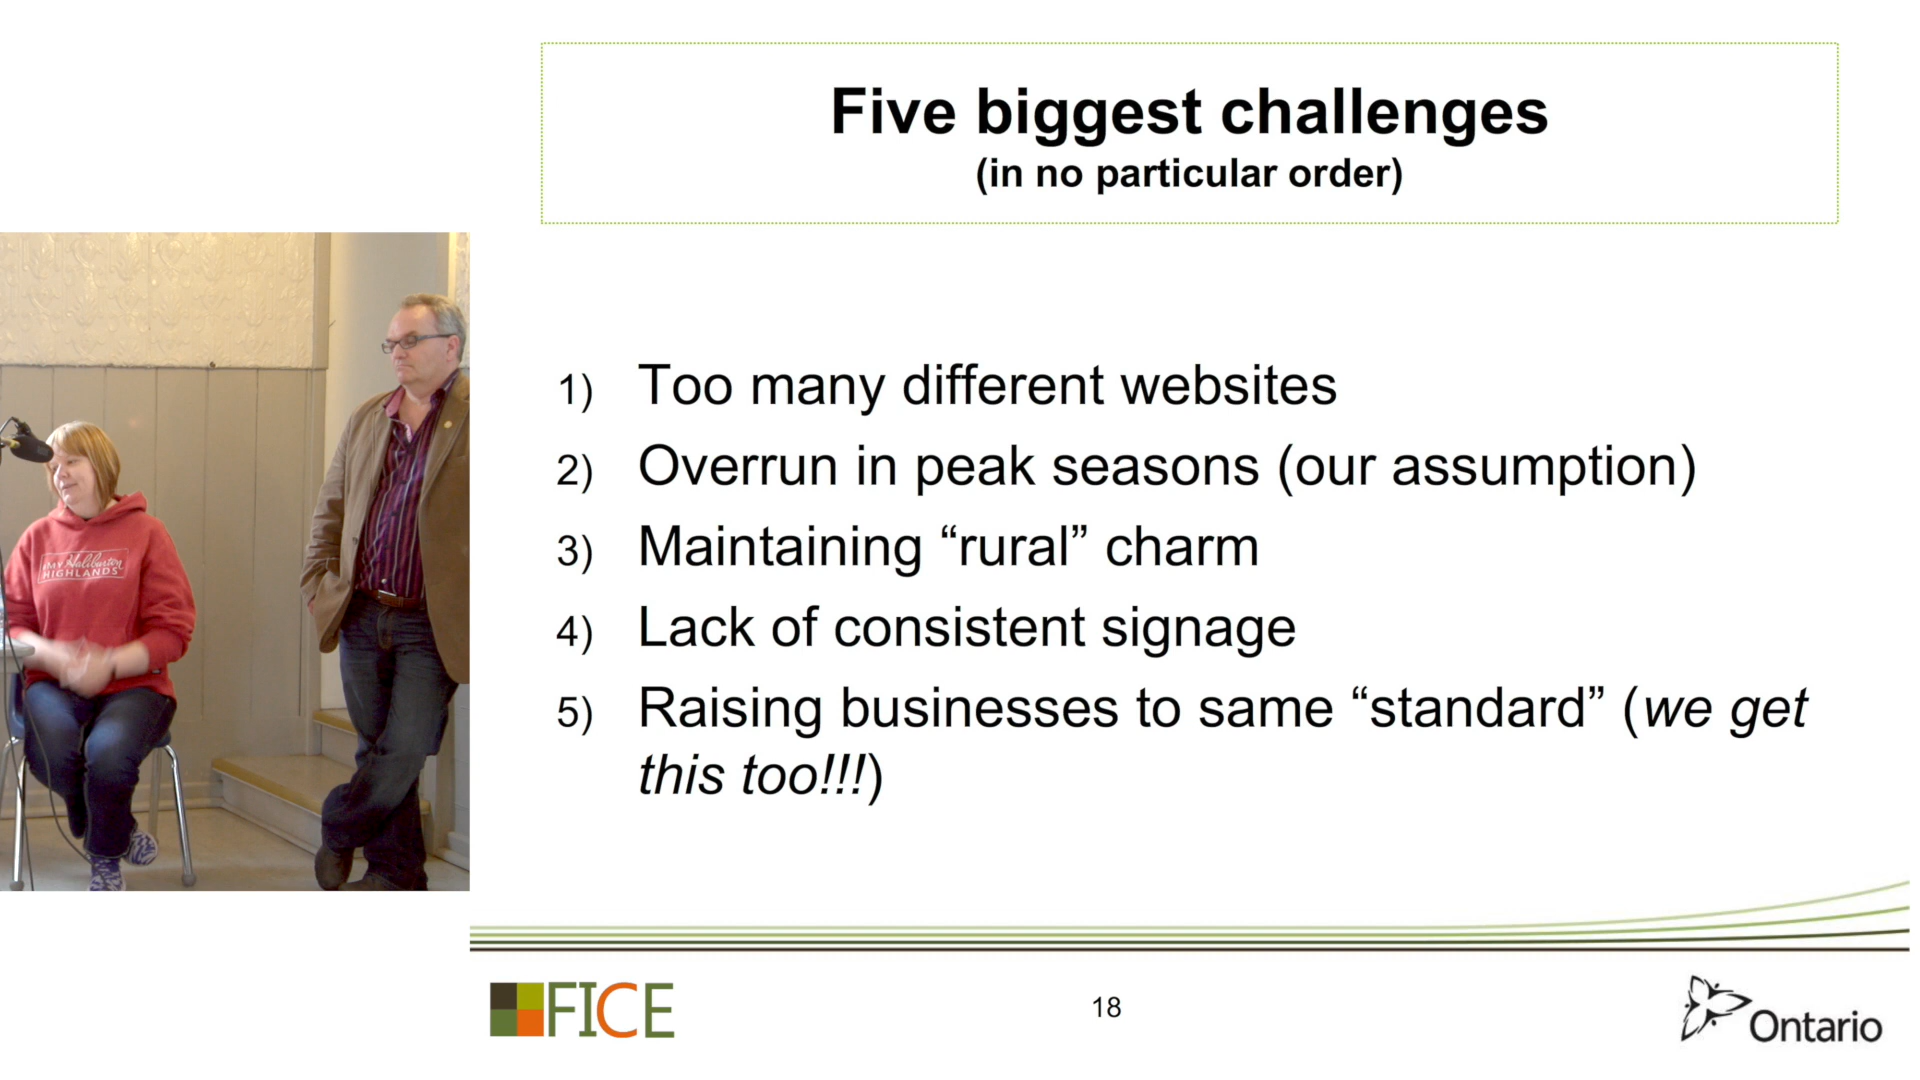 Five biggest challenges
(in no particular order)
1) Too many different websites
2) Overrun in peak seasons (our assumption)
3) Maintaining “rural” charm
4) Lack of consistent signage
5) Raising businesses to same “standard” (we get
this too!!!)
MY Haliburton
HIGHLANDS
FICE
18
Ontario